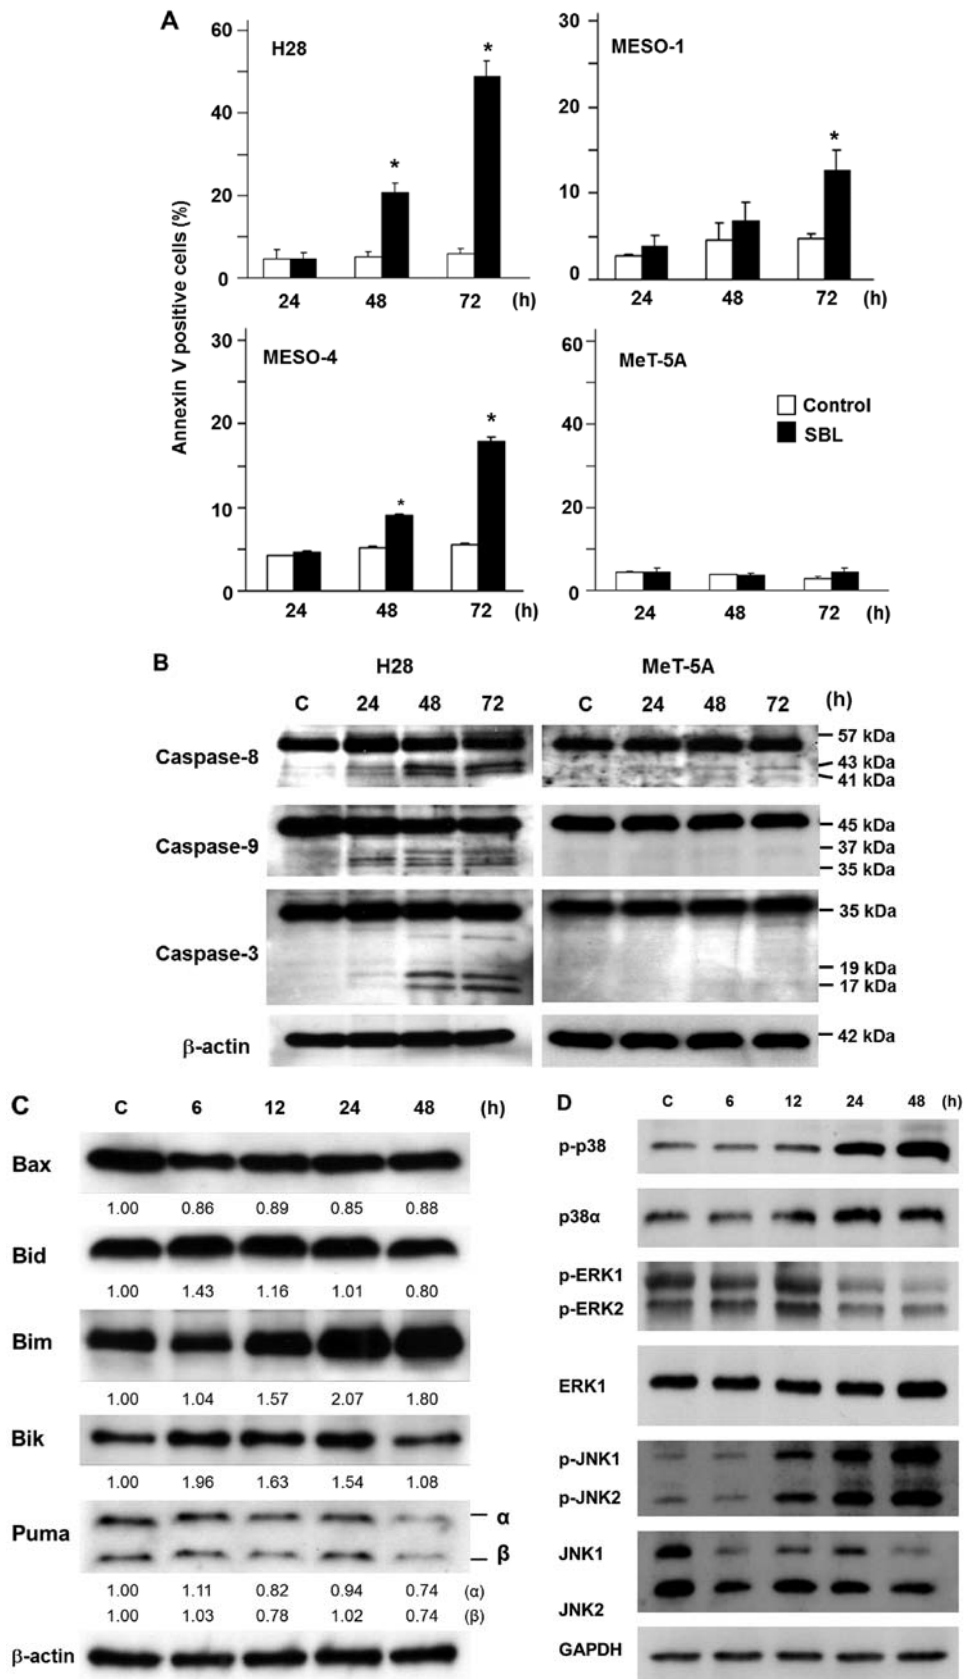 A
Annexin V positive cells (%)
H28
60
40
20
0
24 48 72 (h)
*
*
MESO-1
30
20
10
0
24 48 72 (h)
*
MESO-4
30
20
10
0
24 48 72 (h)
*
*
MeT-5A
60
40
20
0
24 48 72 (h)
Control
SBL
B
H28 MeT-5A
C 24 48 72 C 24 48 72 (h)
Caspase-8
57 kDa
43 kDa
41 kDa
Caspase-9
45 kDa
37 kDa
35 kDa
Caspase-3
35 kDa
19 kDa
17 kDa
β-actin
42 kDa
C
C 6 12 24 48 (h)
Bax
1.00 0.86 0.89 0.85 0.88
Bid
1.00 1.43 1.16 1.01 0.80
Bim
1.00 1.04 1.57 2.07 1.80
Bik
1.00 1.96 1.63 1.54 1.08
Puma
α
β
1.00 1.11 0.82 0.94 0.74 (α)
1.00 1.03 0.78 1.02 0.74 (β)
β-actin
D
C 6 12 24 48 (h)
p-p38
p38α
p-ERK1
p-ERK2
ERK1
p-JNK1
p-JNK2
JNK1
JNK2
GAPDH